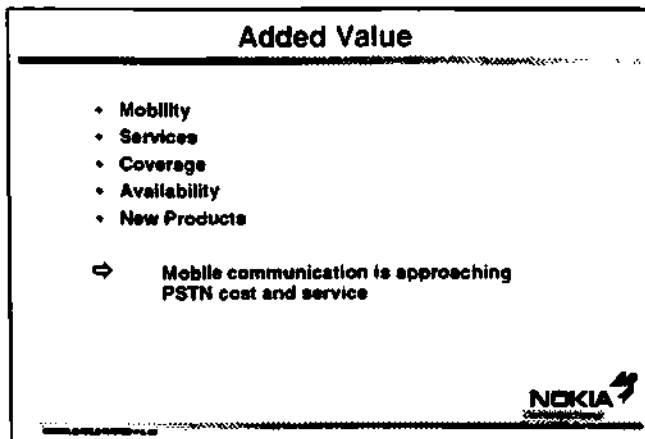 Added Value
Mobility
Services
Coverage
Availability
New Products
Mobile communication is approaching
PSTN cost and service
NOKIA